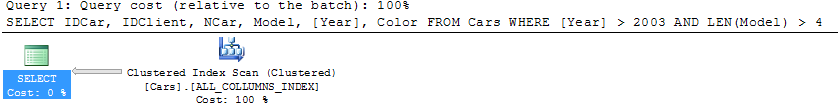 Query 1: Query cost (relative to the batch): 100%
SELECT IDCar, IDClient, NCar, Model, [Year], Color FROM Cars WHERE [Year] > 2003 AND LEN(Model) > 4
SELECT
Cost: 0 %
Clustered Index Scan (Clustered)
[Cars].[ALL_COLLUMNS_INDEX]
Cost: 100 %